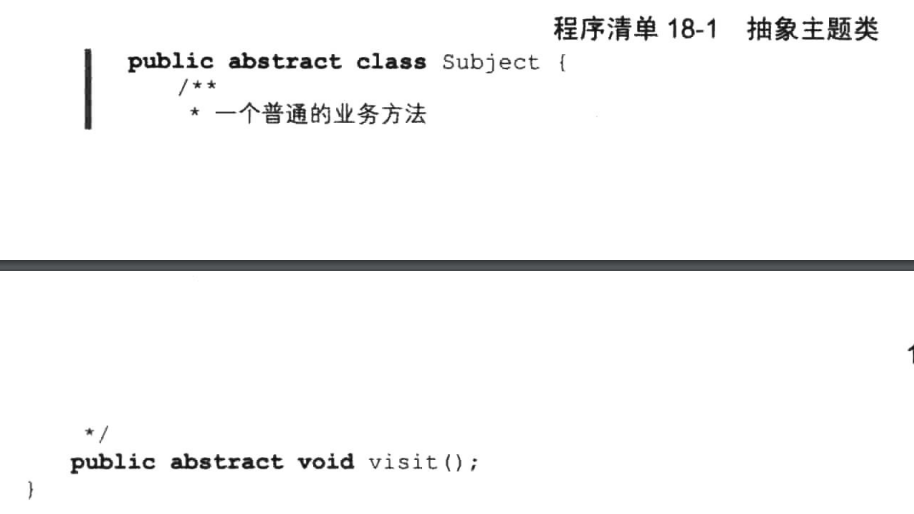 程序清单 18-1 抽象主题类
public abstract class Subject {
/**
* 一个普通的业务方法
*/
public abstract void visit();
}